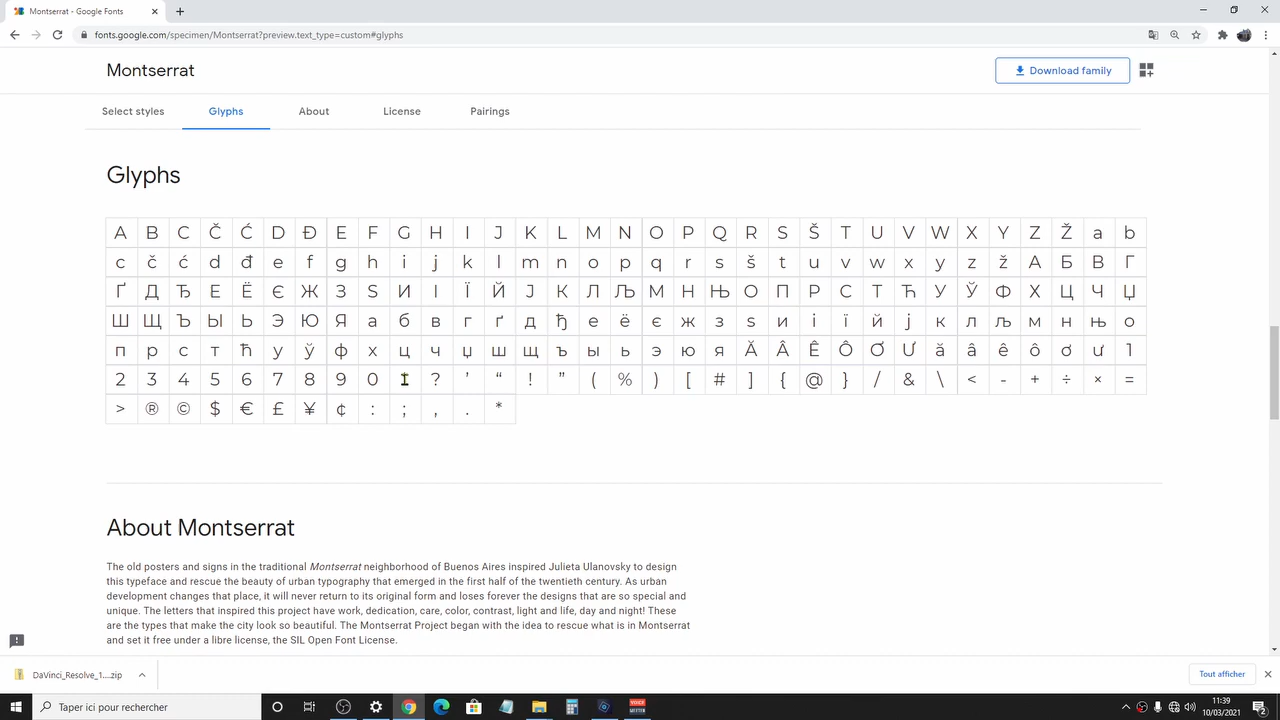 Montserrat - Google Fonts
fonts.google.com/specimen/Montserrat?preview.text_type=custom#glyphs
Montserrat
Download family
Select styles Glyphs About License Pairings
Glyphs
A B C Č Ć D Đ E F G H I J K L M N O P Q R S Š T U V W X Y Z Ž a b
c č ć d đ e f g h i j k l m n o p q r s š t u v w x y z ž А Б В Г
Ґ Д Ђ Е Ё Є Ж З Ѕ И І Ї Й Ј К Л Љ М Н Њ О П Р С Т Ћ У Ў Ф Х Ц Ч Џ
Ш Щ Ъ Ы Ь Э Ю Я а б в г ґ д ђ е ё є ж з ѕ и і ї й ј к л љ м н њ о
п р с т ћ у ў ф х ц ч џ ш щ ъ ы ь э ю я Ă Â Ê Ô Ơ Ư ă â ê ô ơ ư 1
2 3 4 5 6 7 8 9 0 ‘ ? ’ “ ! ” ( % ) [ # ] { @ } / & \ < - + ÷ × =
> ® © $ € £ ¥ ¢ : ; , . *
About Montserrat
The old posters and signs in the traditional Montserrat neighborhood of Buenos Aires inspired Julieta Ulanovsky to design
this typeface and rescue the beauty of urban typography that emerged in the first half of the twentieth century. As urban
development changes that place, it will never return to its original form and loses forever the designs that are so special and
unique. The letters that inspired this project have work, dedication, care, color, contrast, light and life, day and night! These
are the types that make the city look so beautiful. The Montserrat Project began with the idea to rescue what is in Montserrat
and set it free under a libre license, the SIL Open Font License.
DaVinci_Resolve_1....zip
Tout afficher
Taper ici pour rechercher
11:39
10/03/2021
2